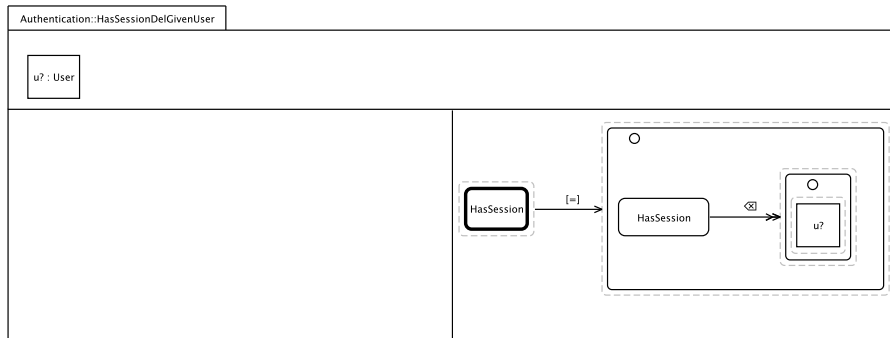 Authentication::HasSessionDelGivenUser
u? : User
HasSession
[=]
HasSession
u?